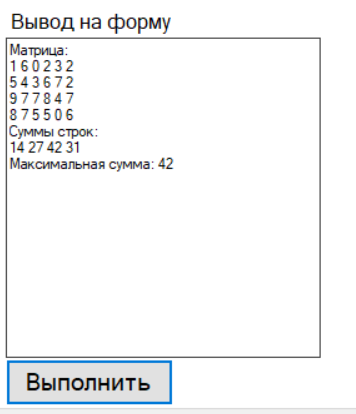 Вывод на форму
Матрица:
1 6 0 2 3 2
5 4 3 6 7 2
9 7 7 8 4 7
8 7 5 5 0 6
Суммы строк:
14 27 42 31
Максимальная сумма: 42
Выполнить